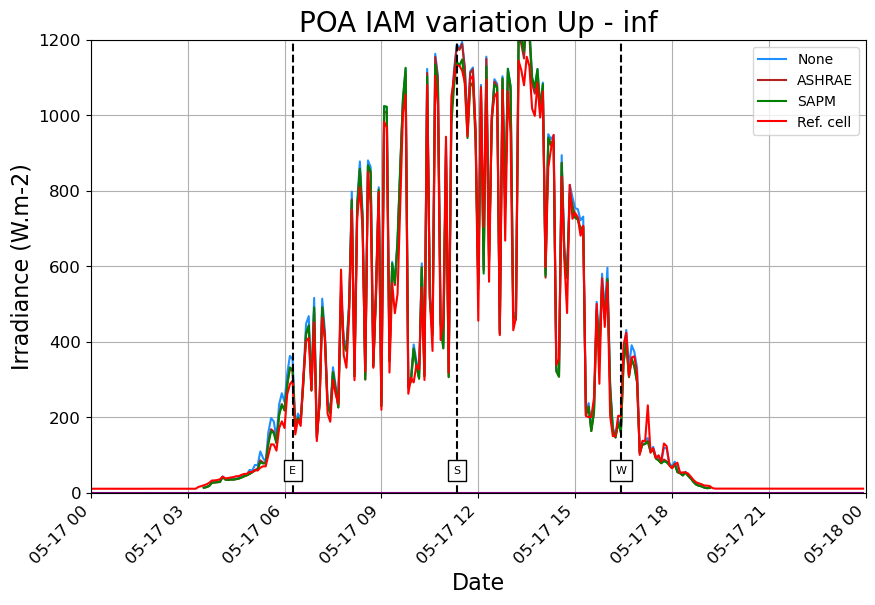 POA IAM variation Up - inf
Irradiance (W.m-2)
1200
1000
800
600
400
200
0
None
ASHRAE
SAPM
Ref. cell
E
S
W
05-17 00
05-17 03
05-17 06
05-17 09
05-17 12
05-17 15
05-17 18
05-17 21
05-18 00
Date